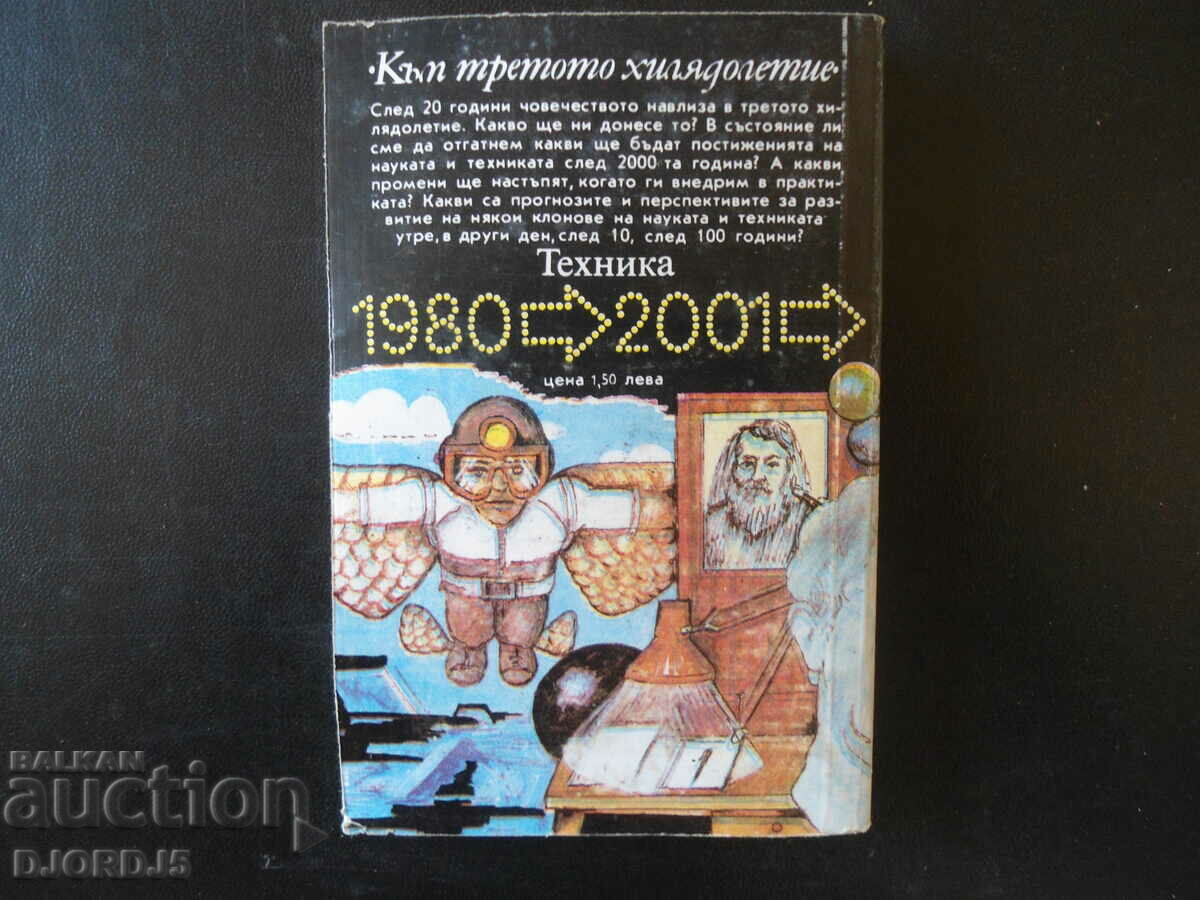 ·Към третото хилядолетие·
След 20 години човечеството навлиза в третото хи-
лядолетие. Какво ще ни донесе то? В състояние ли
сме да отгатнем какви ще бъдат постиженията на
науката и техниката след 2000 та година? А какви
промени ще настъпят, когато ги внедрим в практи-
ката? Какви са прогнозите и перспективите за раз-
витие на някои клонове на науката и техниката
утре, в други ден, след 10, след 100 години?
Техника
1980⇨2001⇨
цена 1,50 лева
1
BALKAN
auction
DJORDJ5